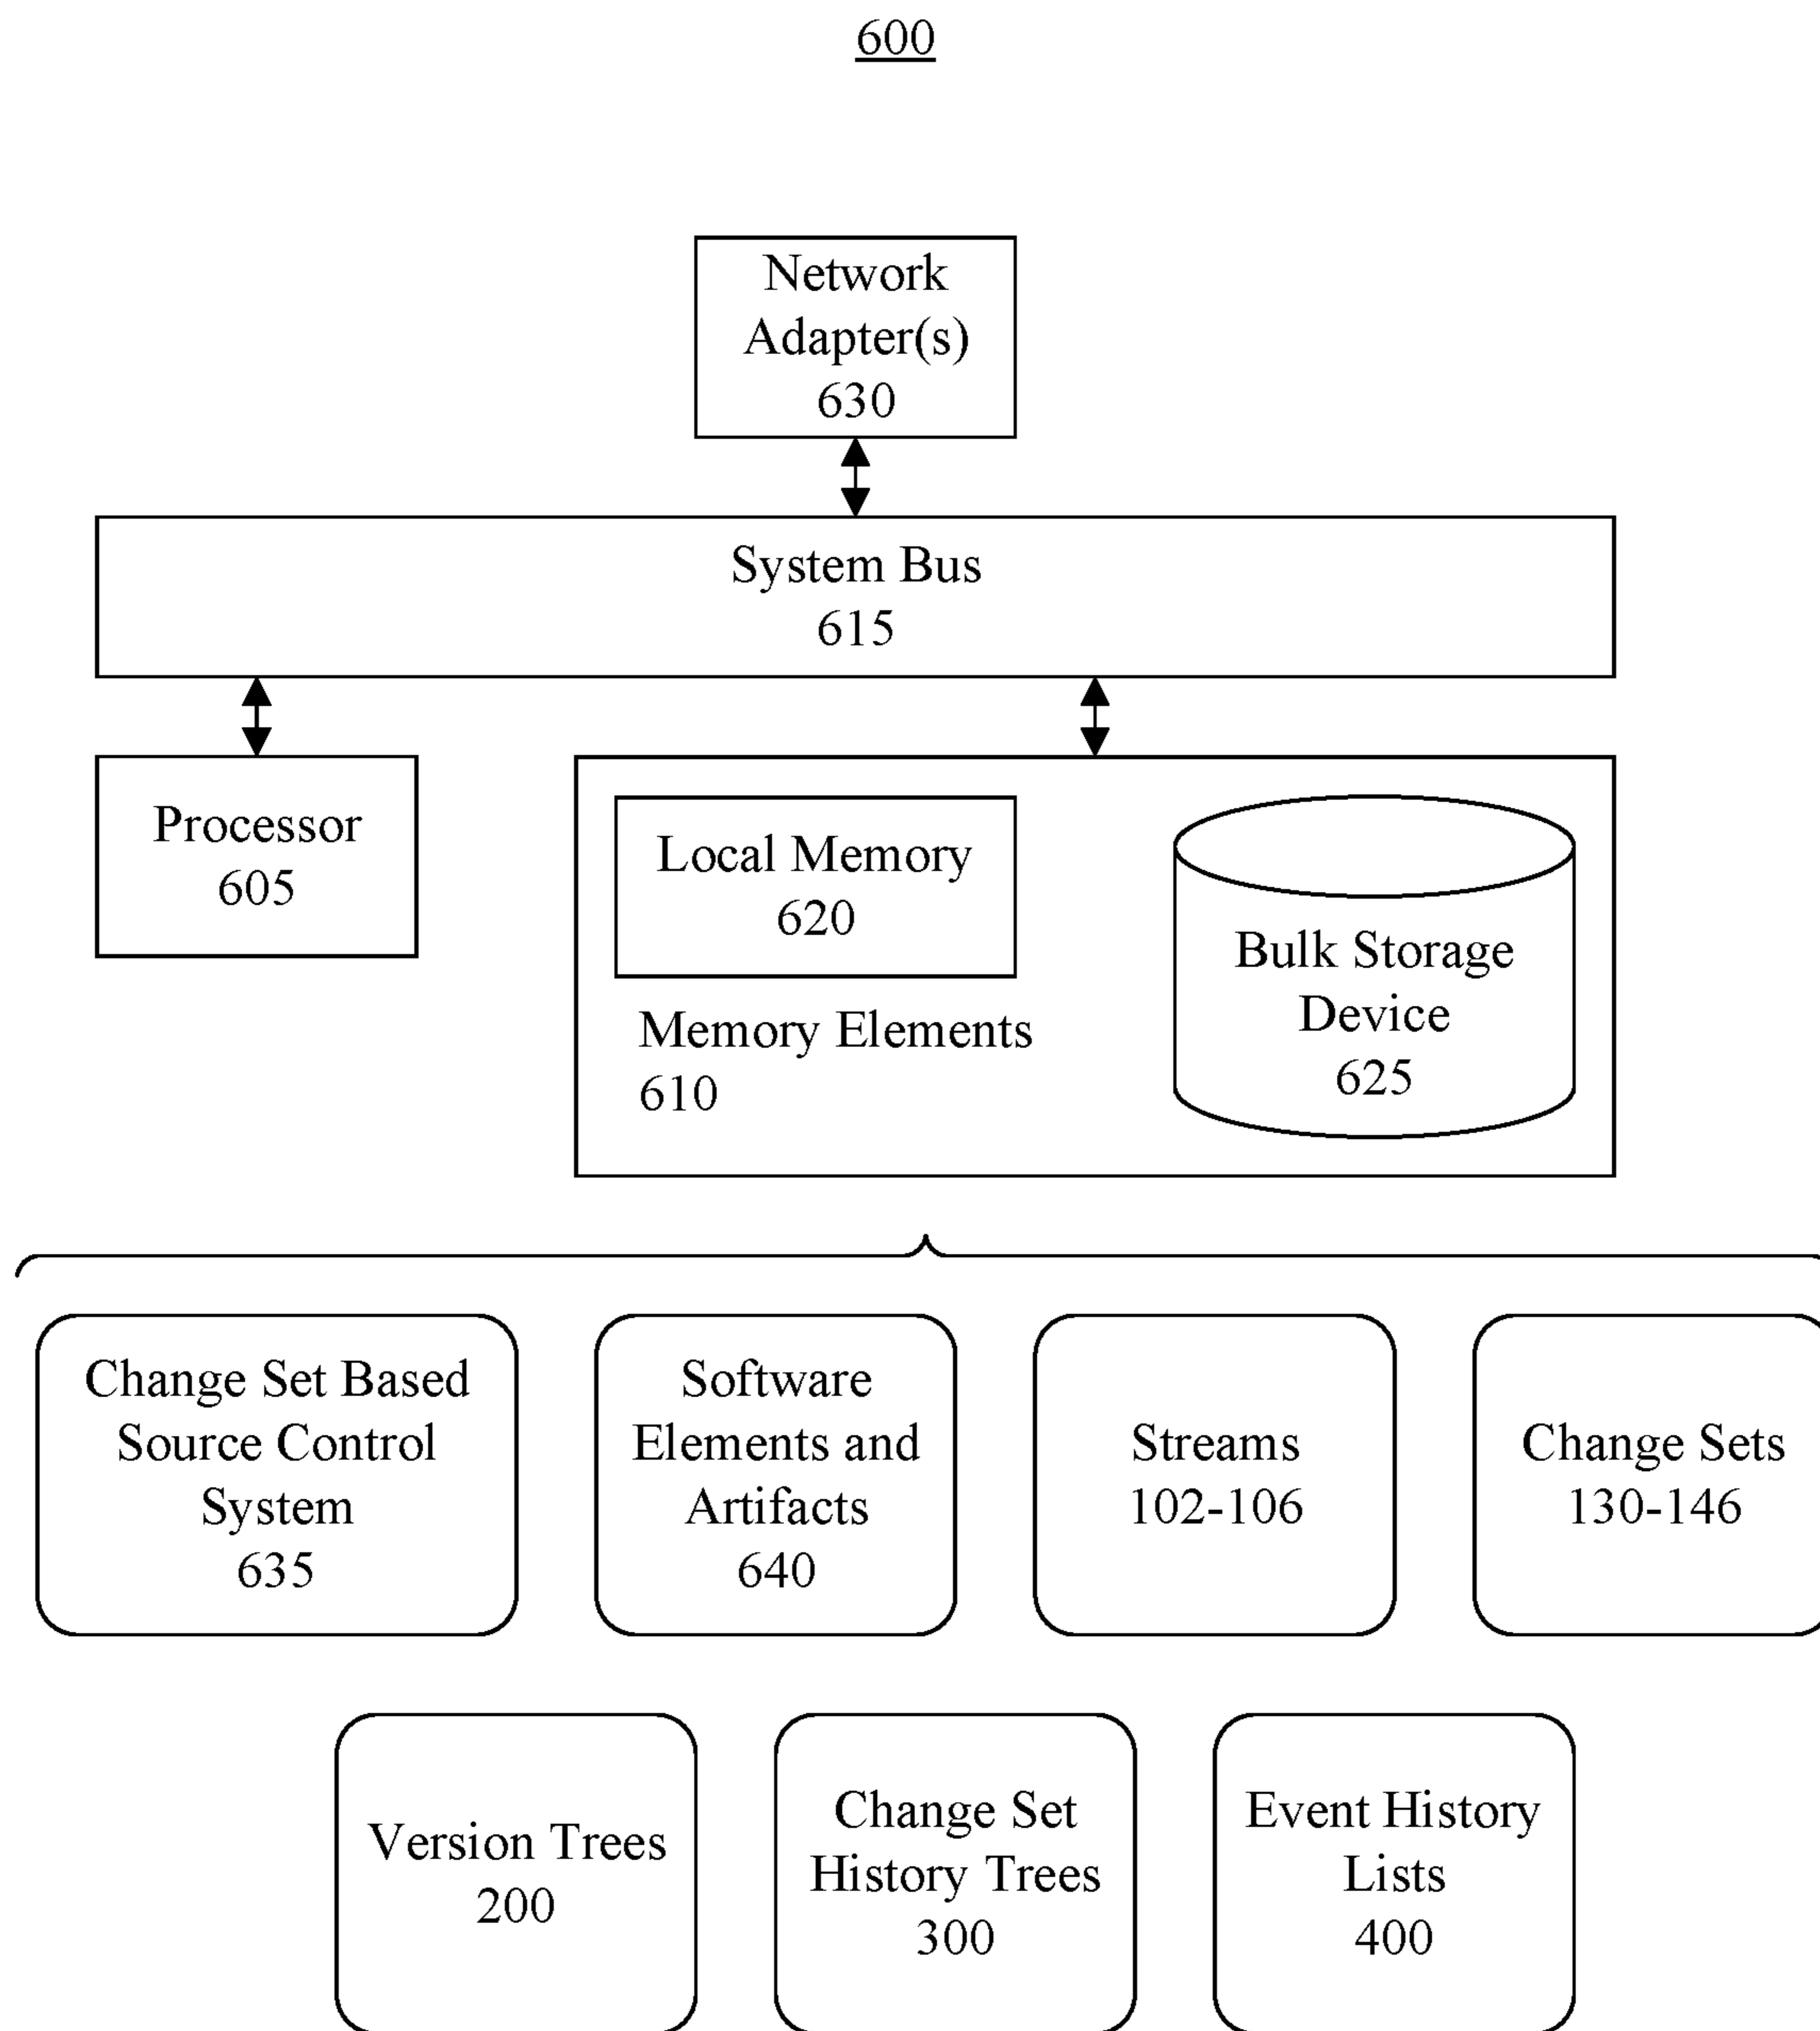 600
Network
Adapter(s)
630
System Bus
615
Processor
605
Local Memory
620
Memory Elements
610
Bulk Storage
Device
625
Change Set Based
Source Control
System
635
Software
Elements and
Artifacts
640
Streams
102-106
Change Sets
130-146
Version Trees
200
Change Set
History Trees
300
Event History
Lists
400